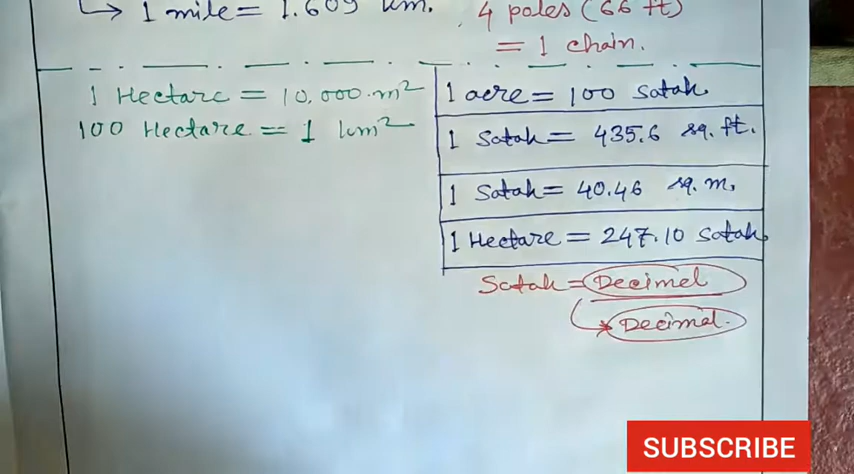 ↳ 1 mile = 1.609 km.
4 poles (66 ft)
= 1 chain.
1 Hectare = 10,000 m²
100 Hectare = 1 km²
1 acre = 100 Satak
1 Satak = 435.6 sq. ft.
1 Satak = 40.46 sq. m.
1 Hectare = 247.10 Satak
Satak = Decimel
Decimal.
SUBSCRIBE